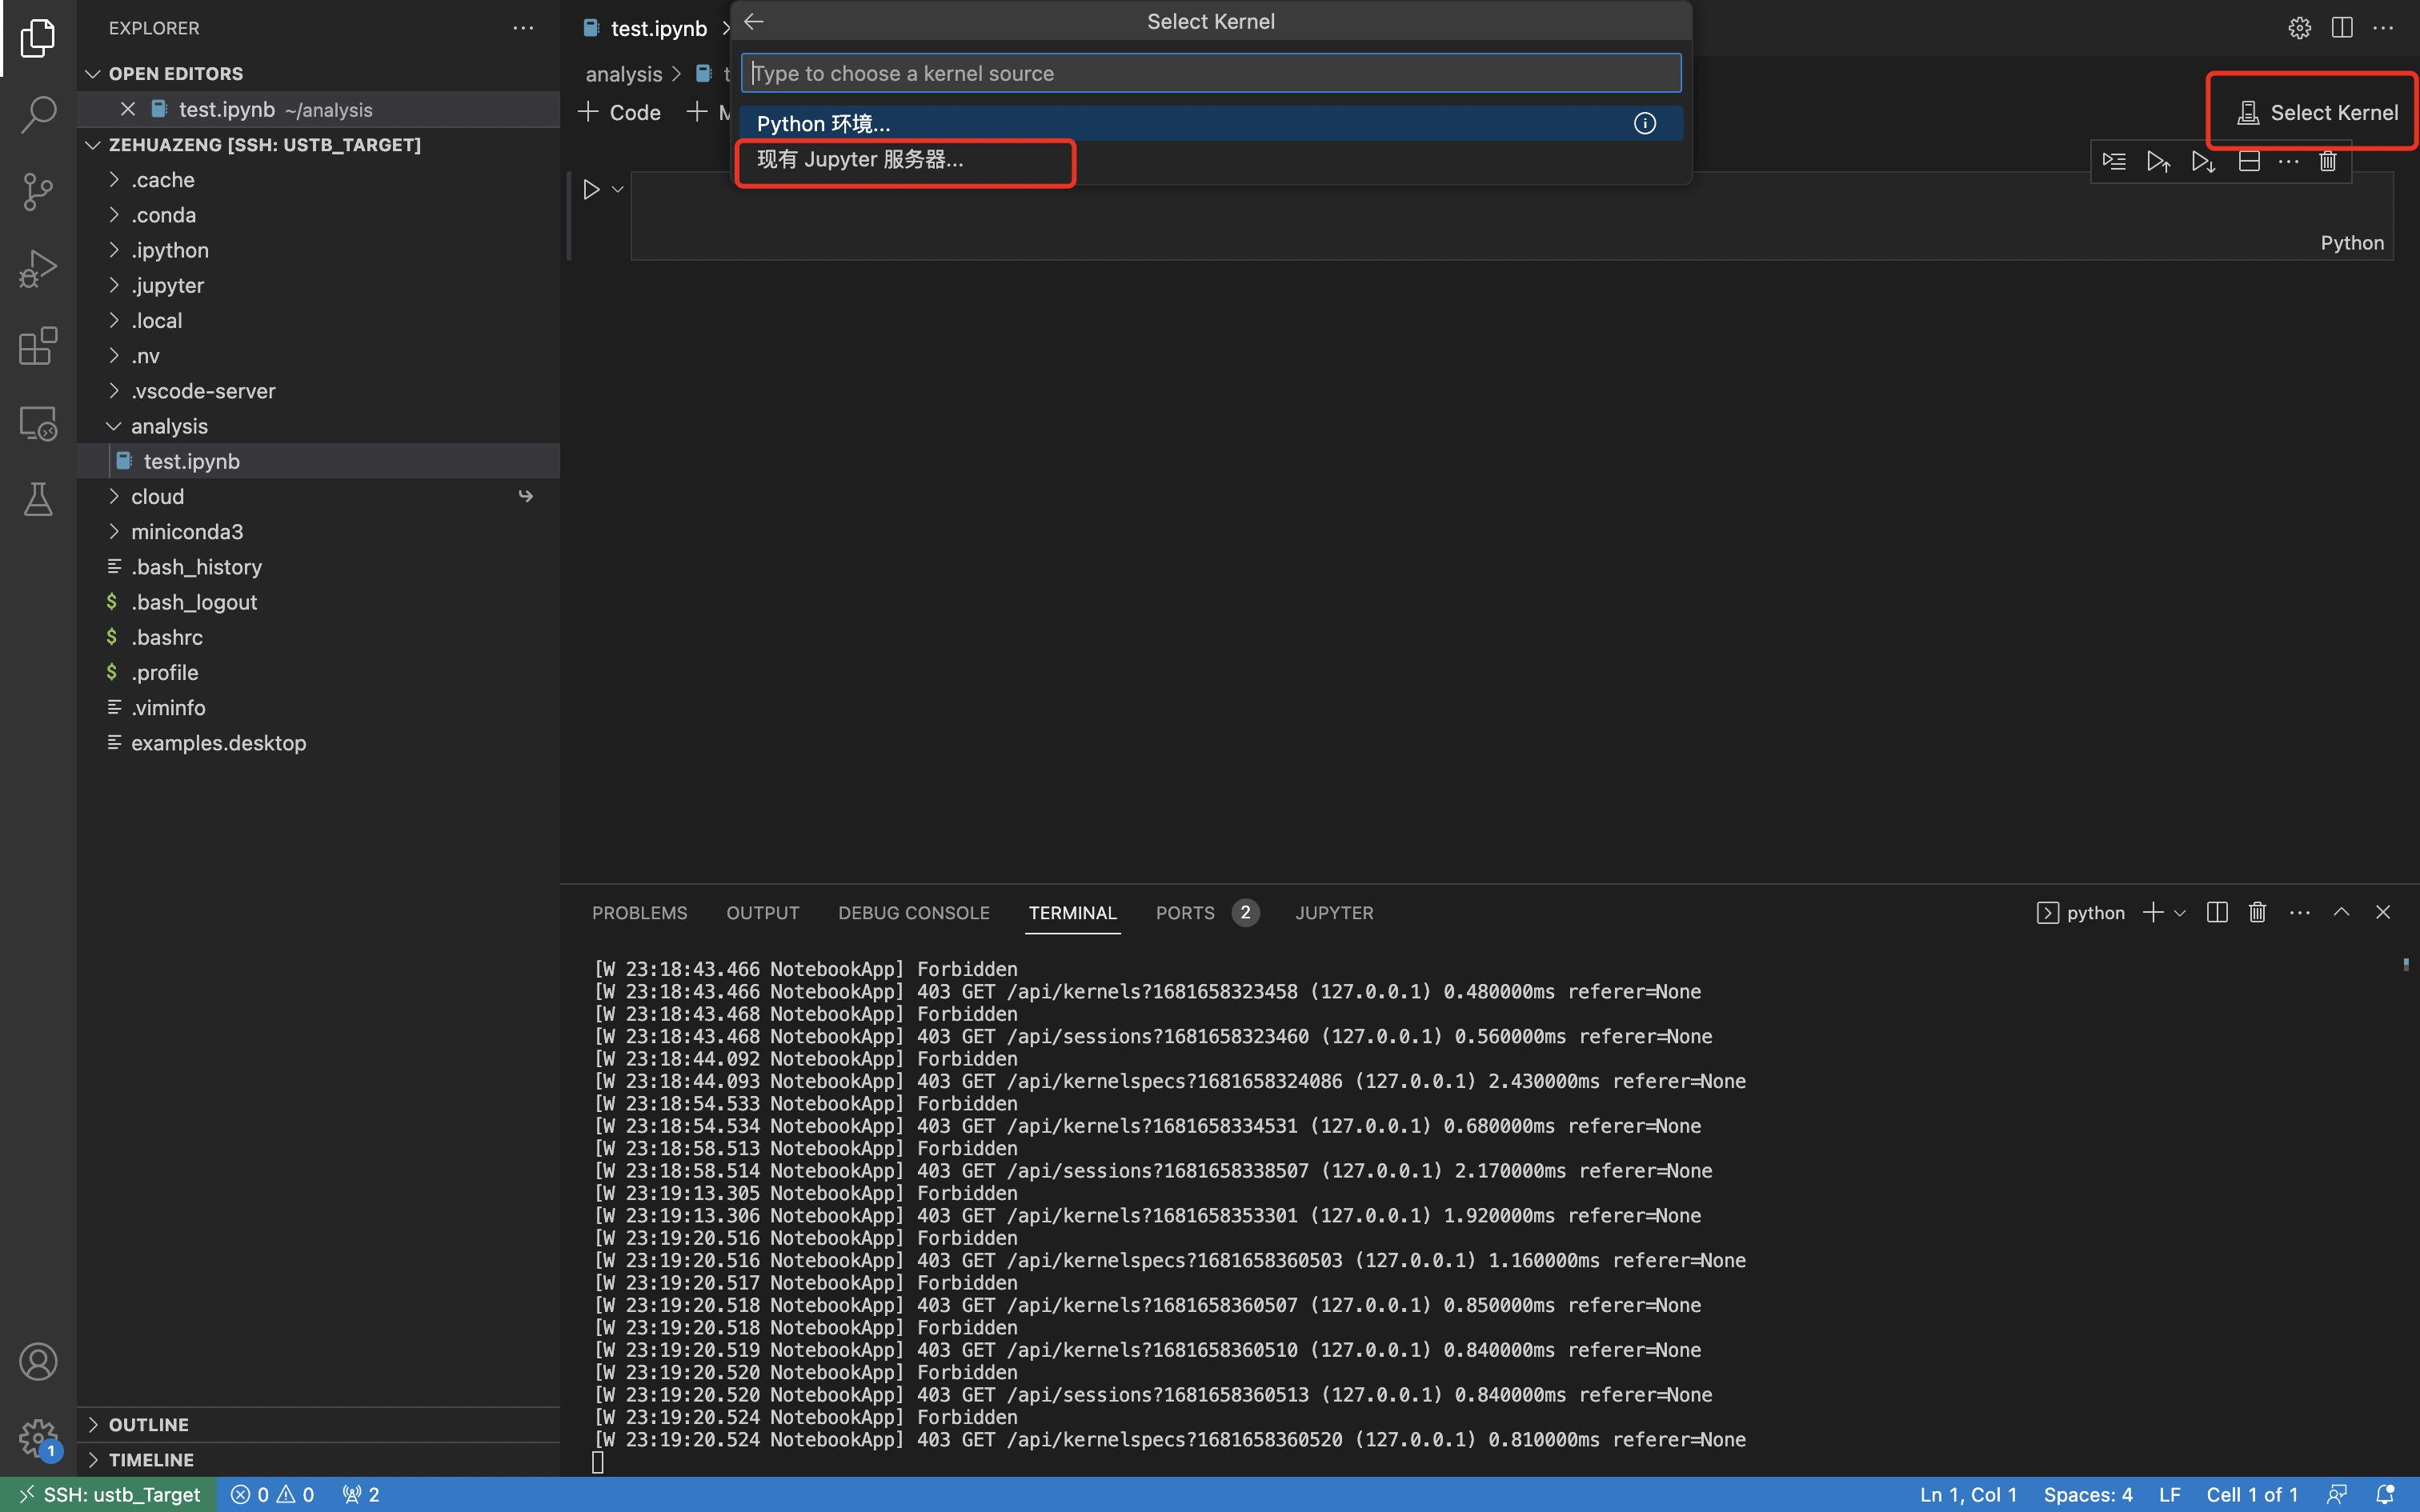 EXPLORER
OPEN EDITORS
test.ipynb ~/analysis
ZEHUAZENG [SSH: USTB_TARGET]
.cache
.conda
.ipython
.jupyter
.local
.nv
.vscode-server
analysis
test.ipynb
cloud
miniconda3
.bash_history
$ .bash_logout
$ .bashrc
$ .profile
.viminfo
examples.desktop
OUTLINE
TIMELINE
1
test.ipynb
analysis >
Code
Select Kernel
Type to choose a kernel source
Python 环境...
现有 Jupyter 服务器...
Select Kernel
Python
PROBLEMS OUTPUT DEBUG CONSOLE TERMINAL PORTS 2 JUPYTER
python
[W 23:18:43.466 NotebookApp] Forbidden
[W 23:18:43.466 NotebookApp] 403 GET /api/kernels?1681658323458 (127.0.0.1) 0.480000ms referer=None
[W 23:18:43.468 NotebookApp] Forbidden
[W 23:18:43.468 NotebookApp] 403 GET /api/sessions?1681658323460 (127.0.0.1) 0.560000ms referer=None
[W 23:18:44.092 NotebookApp] Forbidden
[W 23:18:44.093 NotebookApp] 403 GET /api/kernelspecs?1681658324086 (127.0.0.1) 2.430000ms referer=None
[W 23:18:54.533 NotebookApp] Forbidden
[W 23:18:54.534 NotebookApp] 403 GET /api/kernels?1681658334531 (127.0.0.1) 0.680000ms referer=None
[W 23:18:58.513 NotebookApp] Forbidden
[W 23:18:58.514 NotebookApp] 403 GET /api/sessions?1681658338507 (127.0.0.1) 2.170000ms referer=None
[W 23:19:13.305 NotebookApp] Forbidden
[W 23:19:13.306 NotebookApp] 403 GET /api/kernels?1681658353301 (127.0.0.1) 1.920000ms referer=None
[W 23:19:20.516 NotebookApp] Forbidden
[W 23:19:20.516 NotebookApp] 403 GET /api/kernelspecs?1681658360503 (127.0.0.1) 1.160000ms referer=None
[W 23:19:20.517 NotebookApp] Forbidden
[W 23:19:20.518 NotebookApp] 403 GET /api/kernels?1681658360507 (127.0.0.1) 0.850000ms referer=None
[W 23:19:20.518 NotebookApp] Forbidden
[W 23:19:20.519 NotebookApp] 403 GET /api/kernels?1681658360510 (127.0.0.1) 0.840000ms referer=None
[W 23:19:20.520 NotebookApp] Forbidden
[W 23:19:20.520 NotebookApp] 403 GET /api/sessions?1681658360513 (127.0.0.1) 0.840000ms referer=None
[W 23:19:20.524 NotebookApp] Forbidden
[W 23:19:20.524 NotebookApp] 403 GET /api/kernelspecs?1681658360520 (127.0.0.1) 0.810000ms referer=None
SSH: ustb_Target 0 0 2 Ln 1, Col 1 Spaces: 4 LF Cell 1 of 1